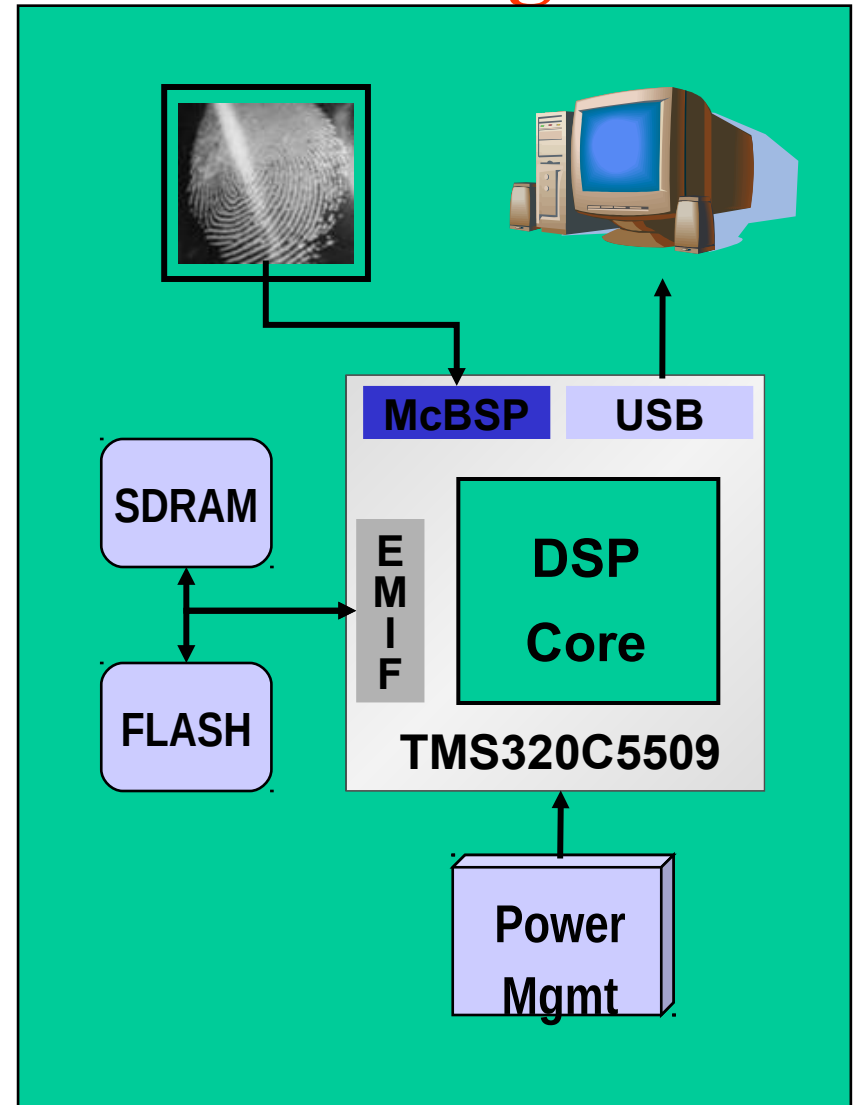 McBSP
USB
SDRAM
E
M
I
F
DSP
Core
FLASH
TMS320C5509
Power
Mgmt